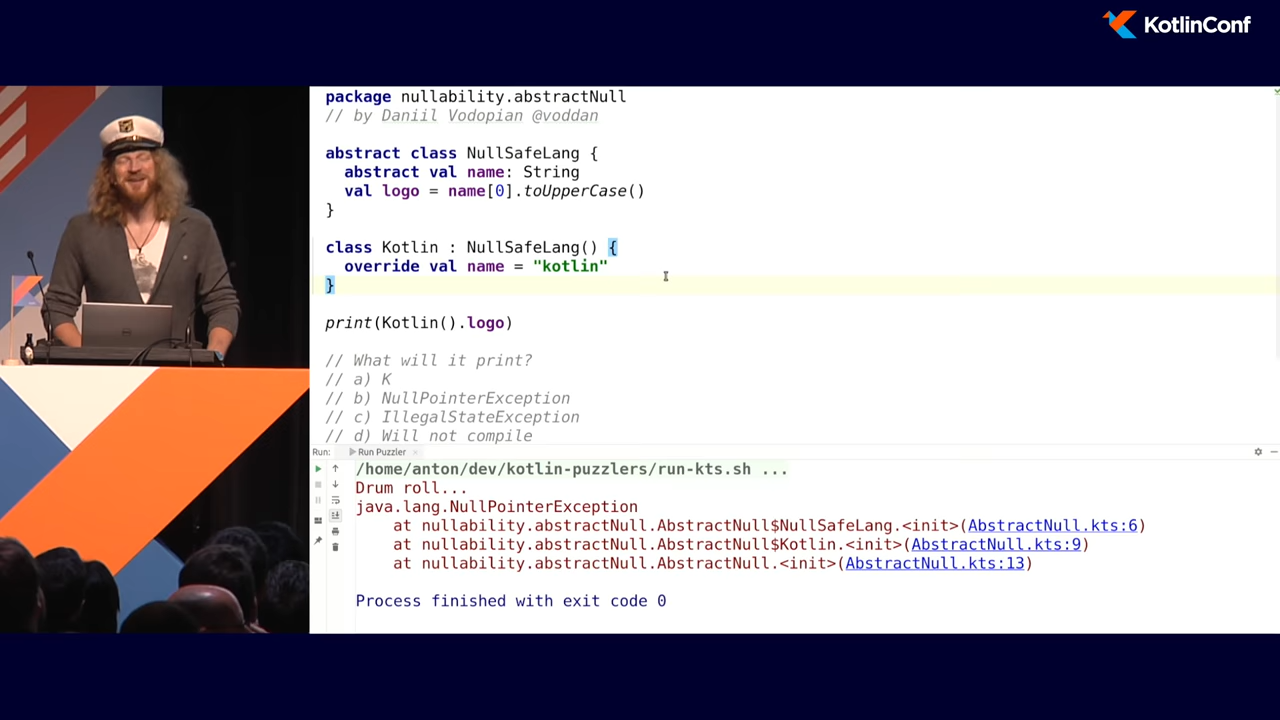 KotlinConf
package nullability.abstractNull
// by Daniil Vodopian @voddan
abstract class NullSafeLang {
abstract val name: String
val logo = name[0].toUpperCase()
}
class Kotlin : NullSafeLang() {
override val name = "kotlin"
}
print(Kotlin().logo)
// What will it print?
// a) K
// b) NullPointerException
// c) IllegalStateException
// d) Will not compile
Run: Run Puzzler
/home/anton/dev/kotlin-puzzlers/run-kts.sh ...
Drum roll...
java.lang.NullPointerException
at nullability.abstractNull.AbstractNull$NullSafeLang.<init>(AbstractNull.kts:6)
at nullability.abstractNull.AbstractNull$Kotlin.<init>(AbstractNull.kts:9)
at nullability.abstractNull.AbstractNull.<init>(AbstractNull.kts:13)
Process finished with exit code 0